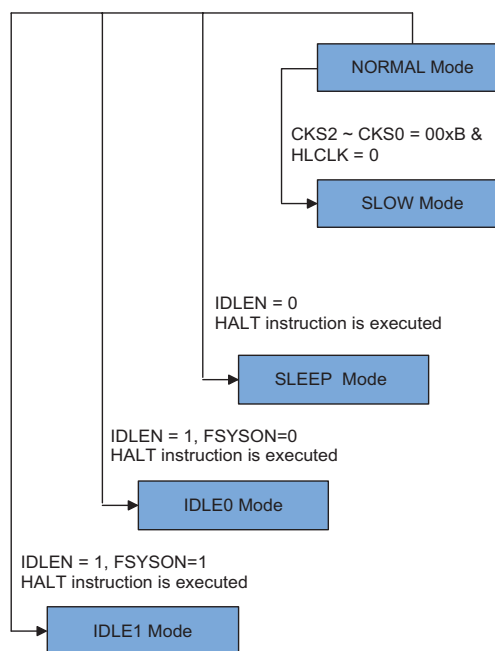 NORMAL Mode
CKS2 ~ CKS0 = 00xB &
HLCLK = 0
SLOW Mode
IDLEN = 0
HALT instruction is executed
SLEEP Mode
IDLEN = 1, FSYSON=0
HALT instruction is executed
IDLE0 Mode
IDLEN = 1, FSYSON=1
HALT instruction is executed
IDLE1 Mode